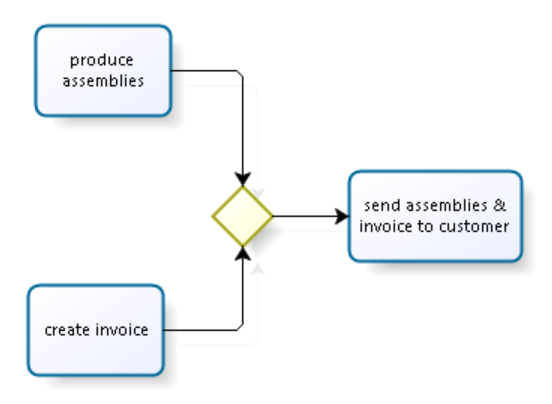 produce
assemblies
send assemblies &
invoice to customer
create invoice